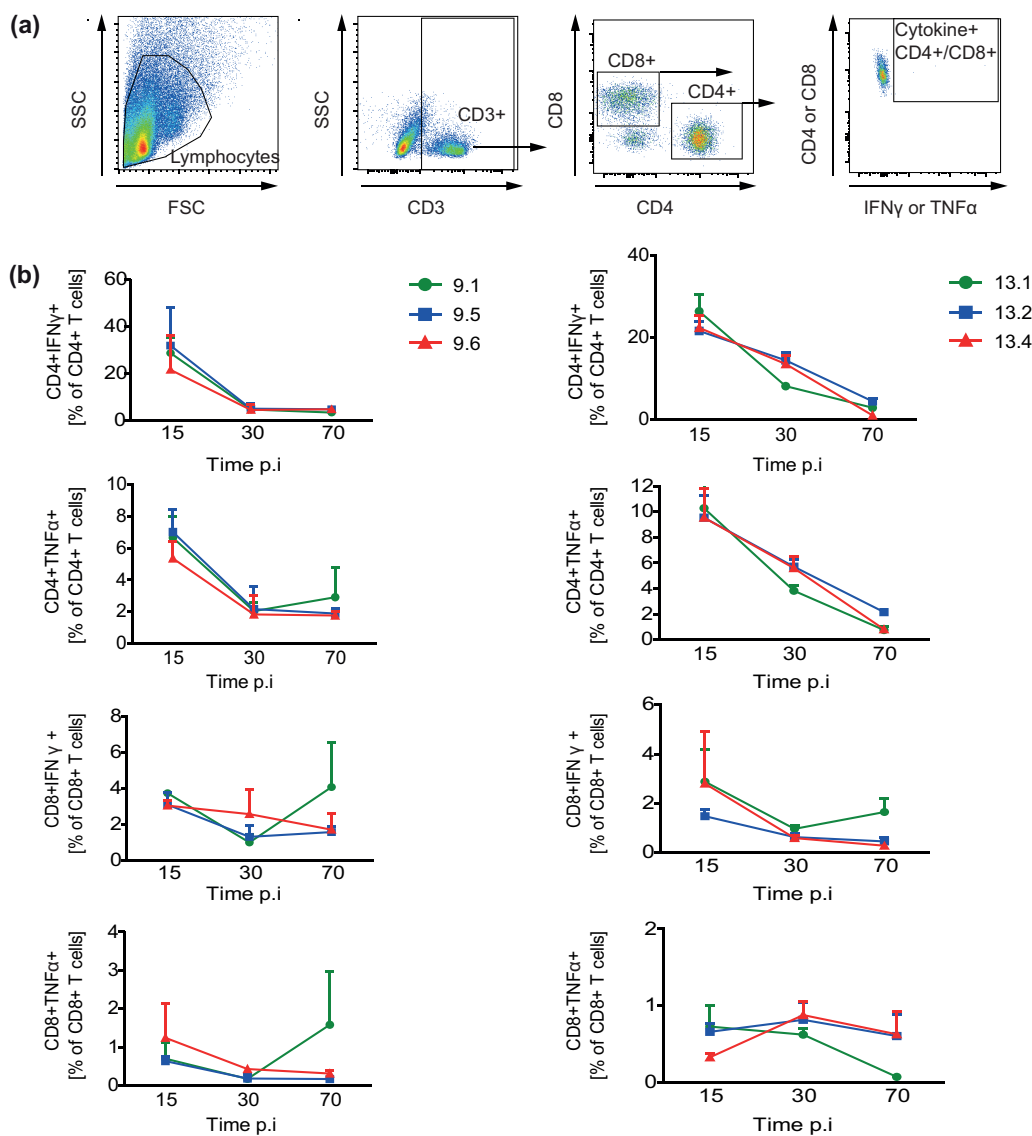 (a)
SSC
Lymphocytes
FSC
SSC
CD3+
CD3
CD8
CD8+
CD4+
CD4
CD4 or CD8
Cytokine+
CD4+/CD8+
IFNγ or TNFα
(b)
CD4+IFNγ+
[% of CD4+ T cells]
60
40
20
0
15 30 70
Time p.i
9.1
9.5
9.6
CD4+IFNγ+
[% of CD4+ T cells]
40
20
0
15 30 70
Time p.i
13.1
13.2
13.4
CD4+TNFα+
[% of CD4+ T cells]
10
8
6
4
2
0
15 30 70
Time p.i
CD4+TNFα+
[% of CD4+ T cells]
12
10
8
6
4
2
0
15 30 70
Time p.i
CD8+IFN γ +
[% of CD8+ T cells]
8
6
4
2
0
15 30 70
Time p.i
CD8+IFN γ +
[% of CD8+ T cells]
6
4
2
0
15 30 70
Time p.i
CD8+TNFα+
[% of CD8+ T cells]
4
3
2
1
0
15 30 70
Time p.i
CD8+TNFα+
[% of CD8+ T cells]
2
1
0
15 30 70
Time p.i